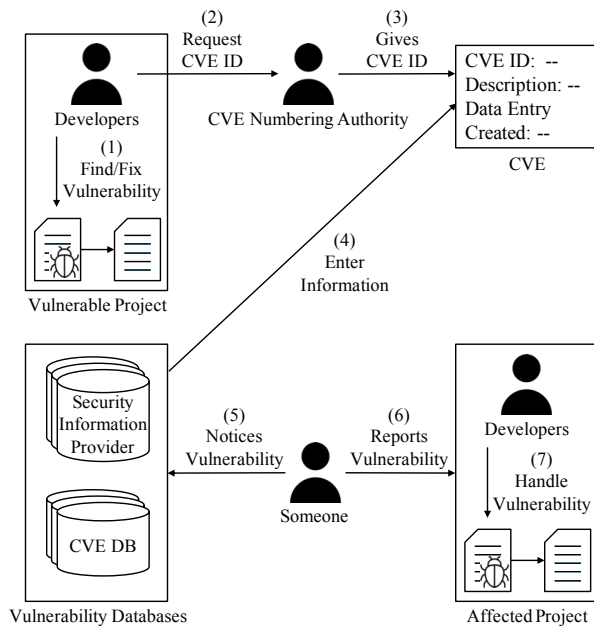 (2)
Request
CVE ID
(3)
Gives
CVE ID
CVE ID: --
Description: --
Data Entry
Created: --
CVE
Developers
CVE Numbering Authority
(1)
Find/Fix
Vulnerability
Vulnerable Project
(4)
Enter
Information
Security
Information
Provider
CVE DB
Vulnerability Databases
(5)
Notices
Vulnerability
Someone
(6)
Reports
Vulnerability
Developers
(7)
Handle
Vulnerability
Affected Project